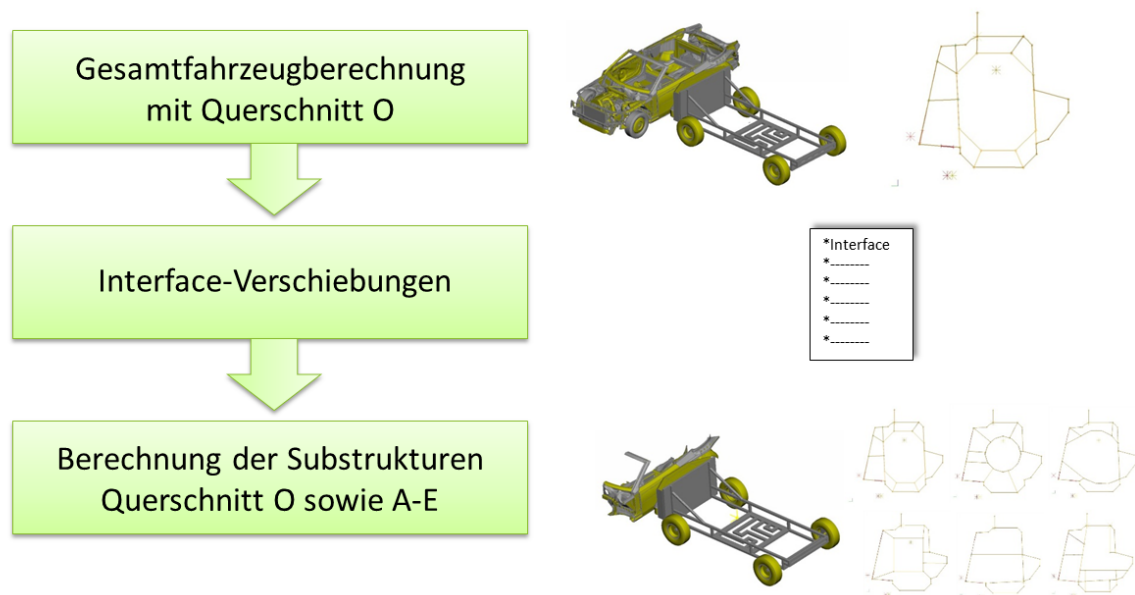 Gesamtfahrzeugberechnung
mit Querschnitt O
Interface-Verschiebungen
*Interface
*--------
*--------
*--------
*--------
*--------
Berechnung der Substrukturen
Querschnitt O sowie A-E